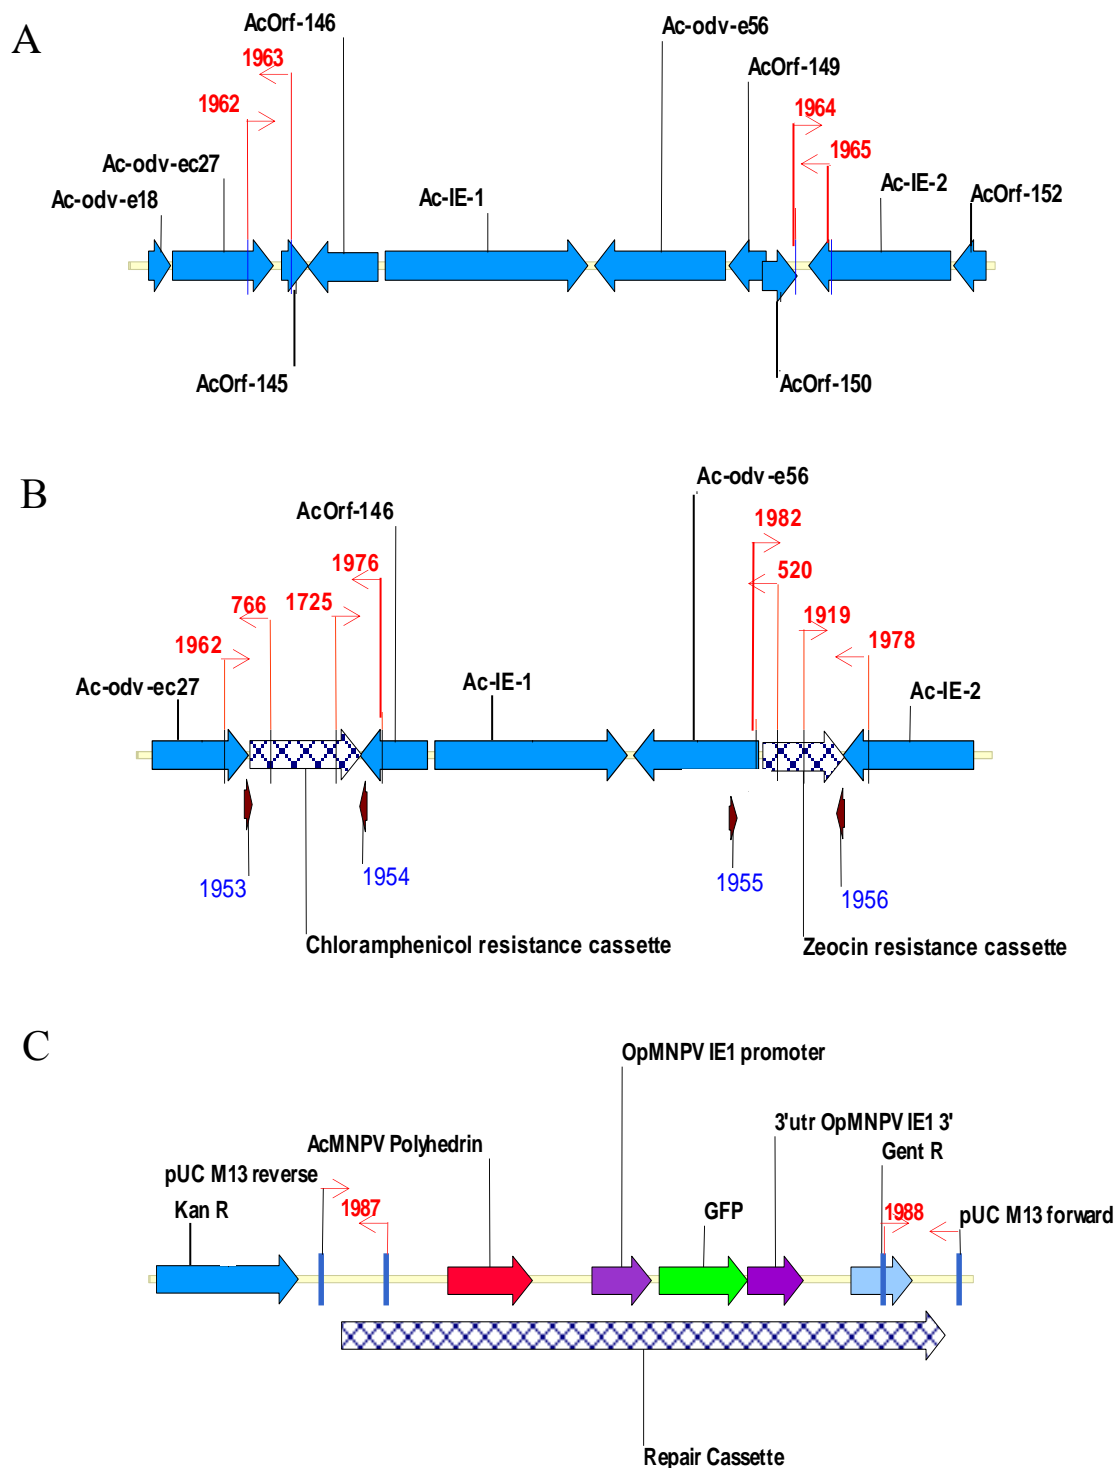 A
AcOrf-146
Ac-odv-e56
1963
AcOrf-149
1962
1964
1965
Ac-odv-ec27
Ac-odv-e18
Ac-IE-1
Ac-IE-2
AcOrf-152
AcOrf-145
AcOrf-150
B
Ac-odv-e56
AcOrf-146
1982
1976
520
766
1725
1919
1962
1978
Ac-odv-ec27
Ac-IE-1
Ac-IE-2
1953
1954
1955
1956
Chloramphenicol resistance cassette
Zeocin resistance cassette
C
OpMNPV IE1 promoter
AcMNPV Polyhedrin
3'utr OpMNPV IE1 3'
pUC M13 reverse
Gent R
Kan R
1987
GFP
1988
pUC M13 forward
Repair Cassette